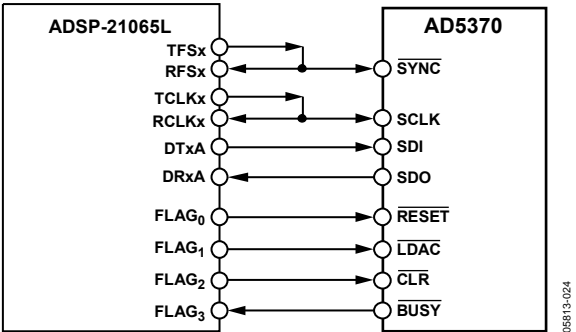 ADSP-21065L
AD5370
TFSx
RFSx
SYNC
TCLKx
RCLKx
SCLK
DTxA
SDI
DRxA
SDO
FLAG0
RESET
FLAG1
LDAC
FLAG2
CLR
FLAG3
BUSY
05813-024